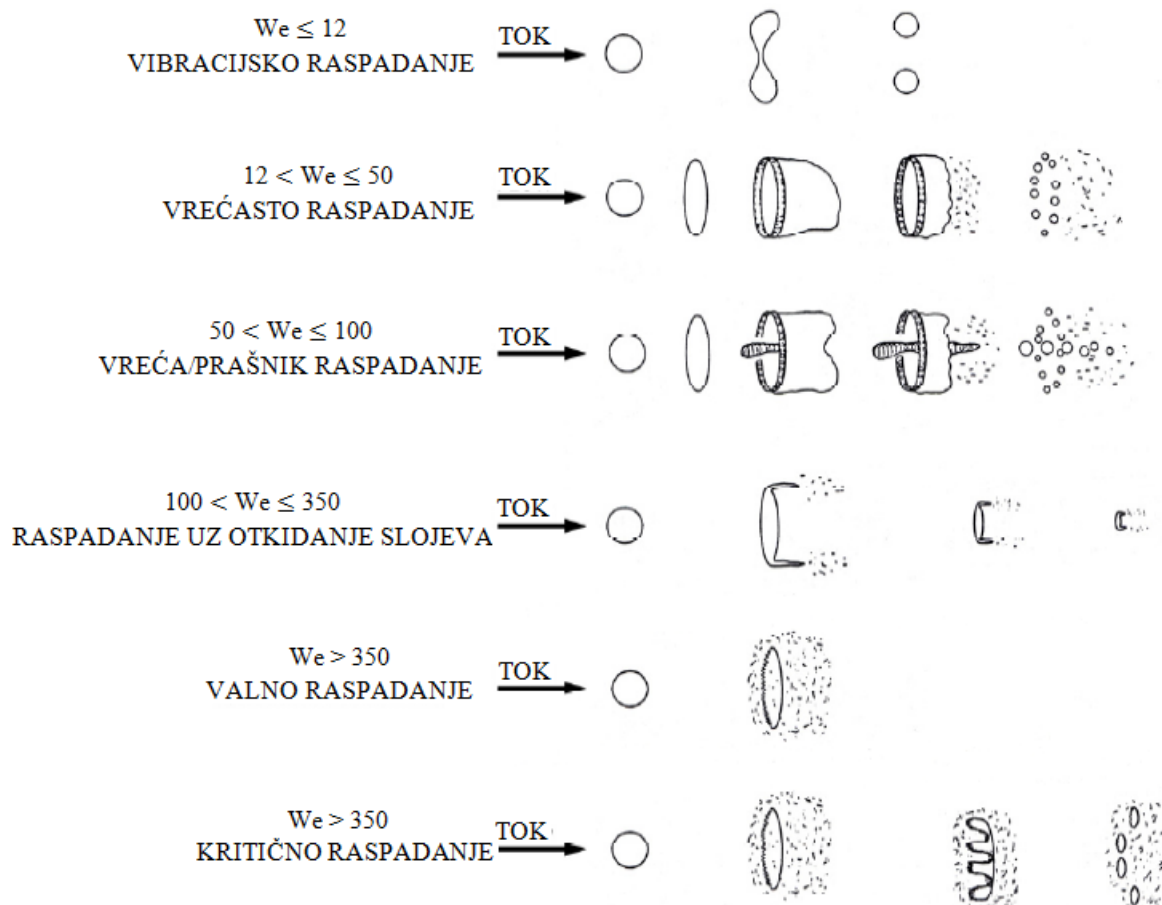 We ≤ 12
VIBRACIJSKO RASPADANJE
TOK
12 < We ≤ 50
VREĆASTO RASPADANJE
TOK
50 < We ≤ 100
VREĆA/PRAŠNIK RASPADANJE
TOK
100 < We ≤ 350
RASPADANJE UZ OTKIDANJE SLOJEVA
TOK
We > 350
VALNO RASPADANJE
TOK
We > 350
KRITIČNO RASPADANJE
TOK